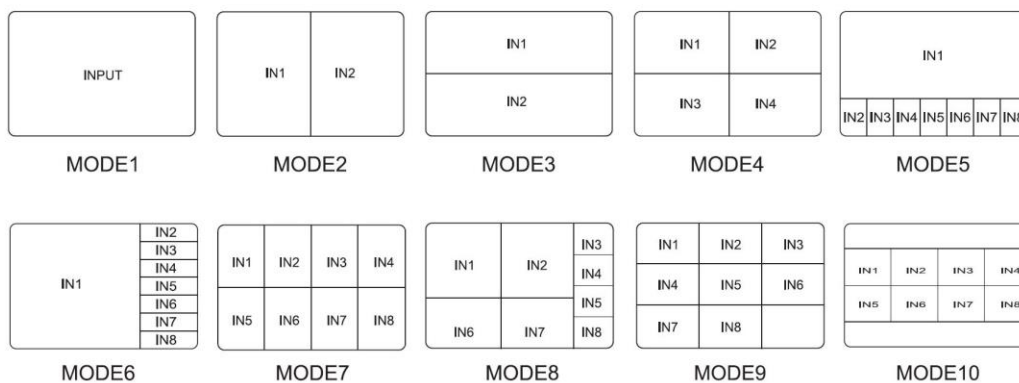 INPUT
MODE1
IN1 IN2
MODE2
IN1
IN2
MODE3
IN1 IN2
IN3 IN4
MODE4
IN1
IN2 IN3 IN4 IN5 IN6 IN7 IN8
MODE5
IN1
IN2
IN3
IN4
IN5
IN6
IN7
IN8
MODE6
IN1 IN2 IN3 IN4
IN5 IN6 IN7 IN8
MODE7
IN1 IN2 IN3
IN4
IN5
IN6 IN7 IN8
MODE8
IN1 IN2 IN3
IN4 IN5 IN6
IN7 IN8
MODE9
IN1 IN2 IN3 IN4
IN5 IN6 IN7 IN8
MODE10